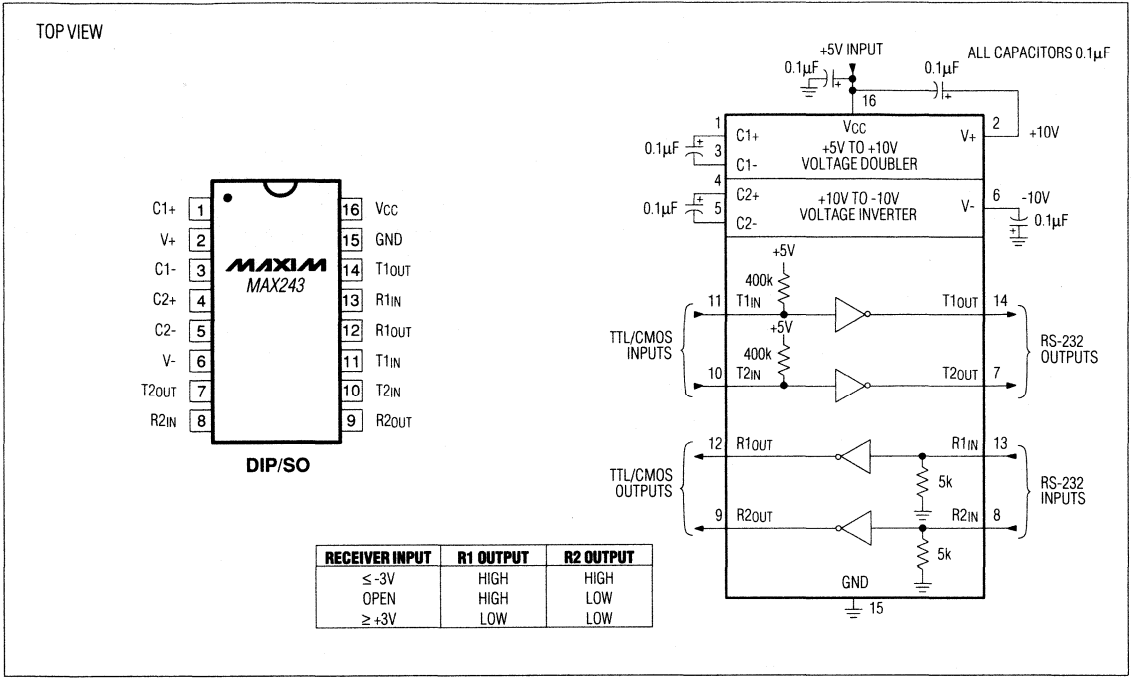 TOP VIEW
C1+ 1
V+ 2
C1- 3
C2+ 4
C2- 5
V- 6
T2OUT 7
R2IN 8
16 VCC
15 GND
14 T1OUT
13 R1IN
12 R1OUT
11 T1IN
10 T2IN
9 R2OUT
MAXIM
MAX243
DIP/SO
+5V INPUT
ALL CAPACITORS 0.1µF
0.1µF
+
0.1µF
+
16
1
C1+
VCC
V+
2
+10V
0.1µF
+
3
C1-
+5V TO +10V
VOLTAGE DOUBLER
4
C2+
+10V TO -10V
VOLTAGE INVERTER
V-
6
-10V
0.1µF
+
5
C2-
0.1µF
+
+5V
400k
11 T1IN
T1OUT 14
+5V
400k
10 T2IN
T2OUT 7
TTL/CMOS
INPUTS
RS-232
OUTPUTS
12 R1OUT
R1IN 13
5k
9 R2OUT
R2IN 8
5k
TTL/CMOS
OUTPUTS
RS-232
INPUTS
GND
15
RECEIVER INPUT R1 OUTPUT R2 OUTPUT
≤ -3V HIGH HIGH
OPEN HIGH LOW
≥ +3V LOW LOW